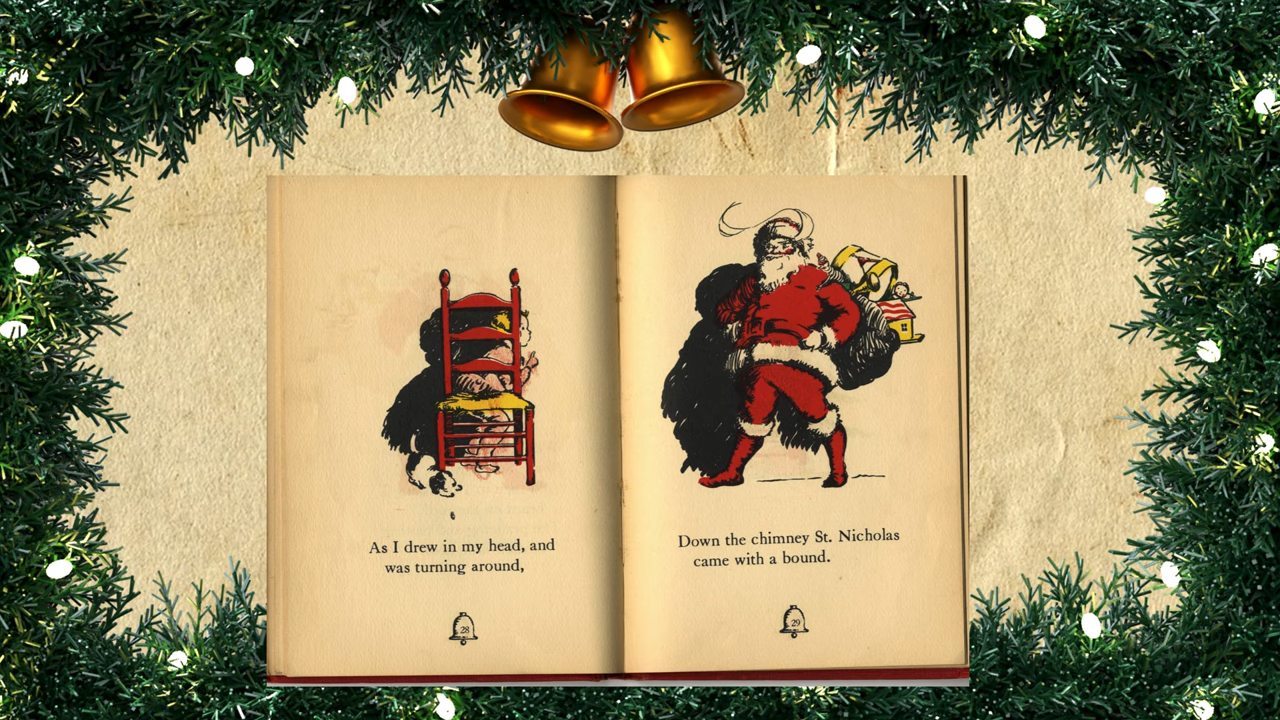 As I drew in my head, and
was turning around,
28
Down the chimney St. Nicholas
came with a bound.
29